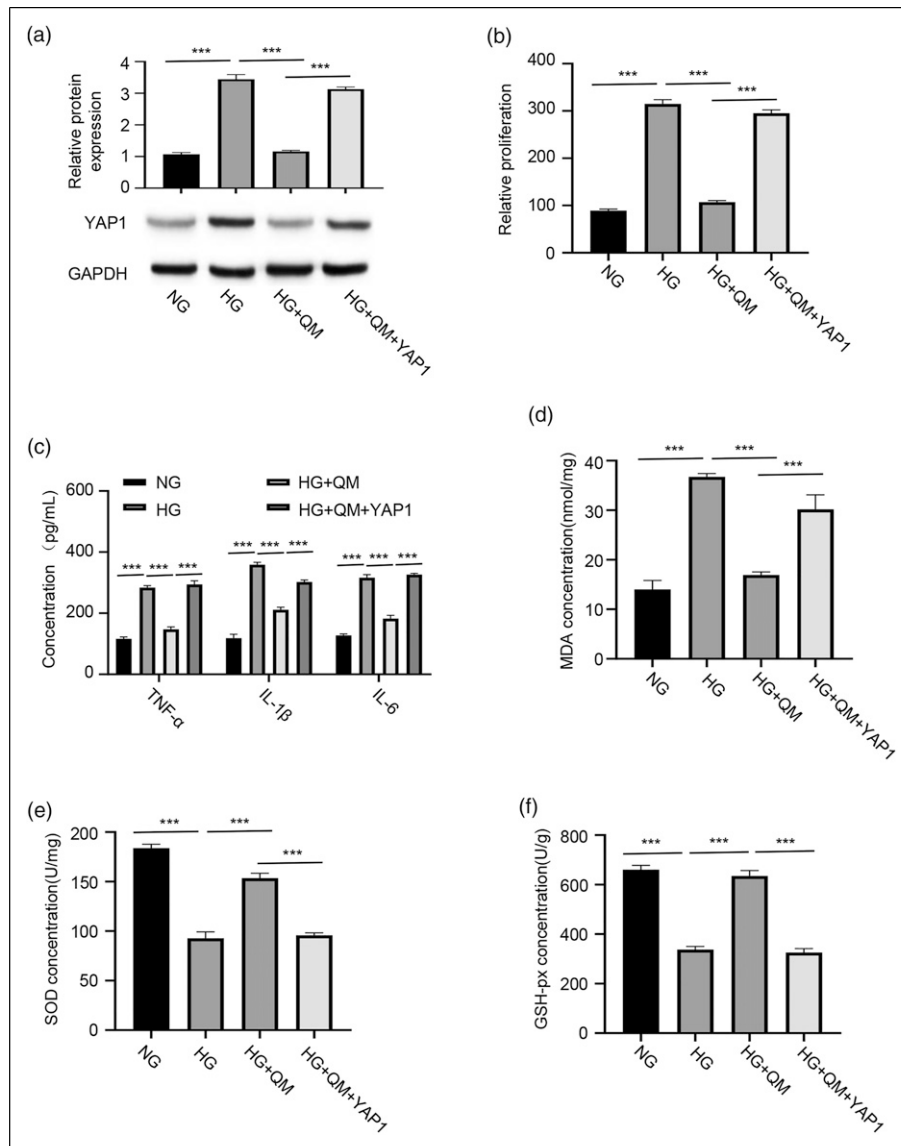 (a)
*** *** ***
Relative protein
expression
4
3
2
1
0
YAP1
GAPDH
NG HG HG+QM HG+QM+YAP1
(b)
*** *** ***
Relative proliferation
400
300
200
100
0
NG HG HG+QM HG+QM+YAP1
(c)
Concentration （pg/mL)
600
400
200
0
NG HG+QM
HG HG+QM+YAP1
*** *** *** *** *** *** *** *** ***
TNF-α IL-1β IL-6
(d)
*** *** ***
MDA concentration(nmol/mg)
40
30
20
10
0
NG HG HG+QM HG+QM+YAP1
(e)
*** *** ***
SOD concentration(U/mg)
200
150
100
50
0
NG HG HG+QM HG+QM+YAP1
(f)
*** *** ***
GSH-px concentration(U/g)
800
600
400
200
0
NG HG HG+QM HG+QM+YAP1